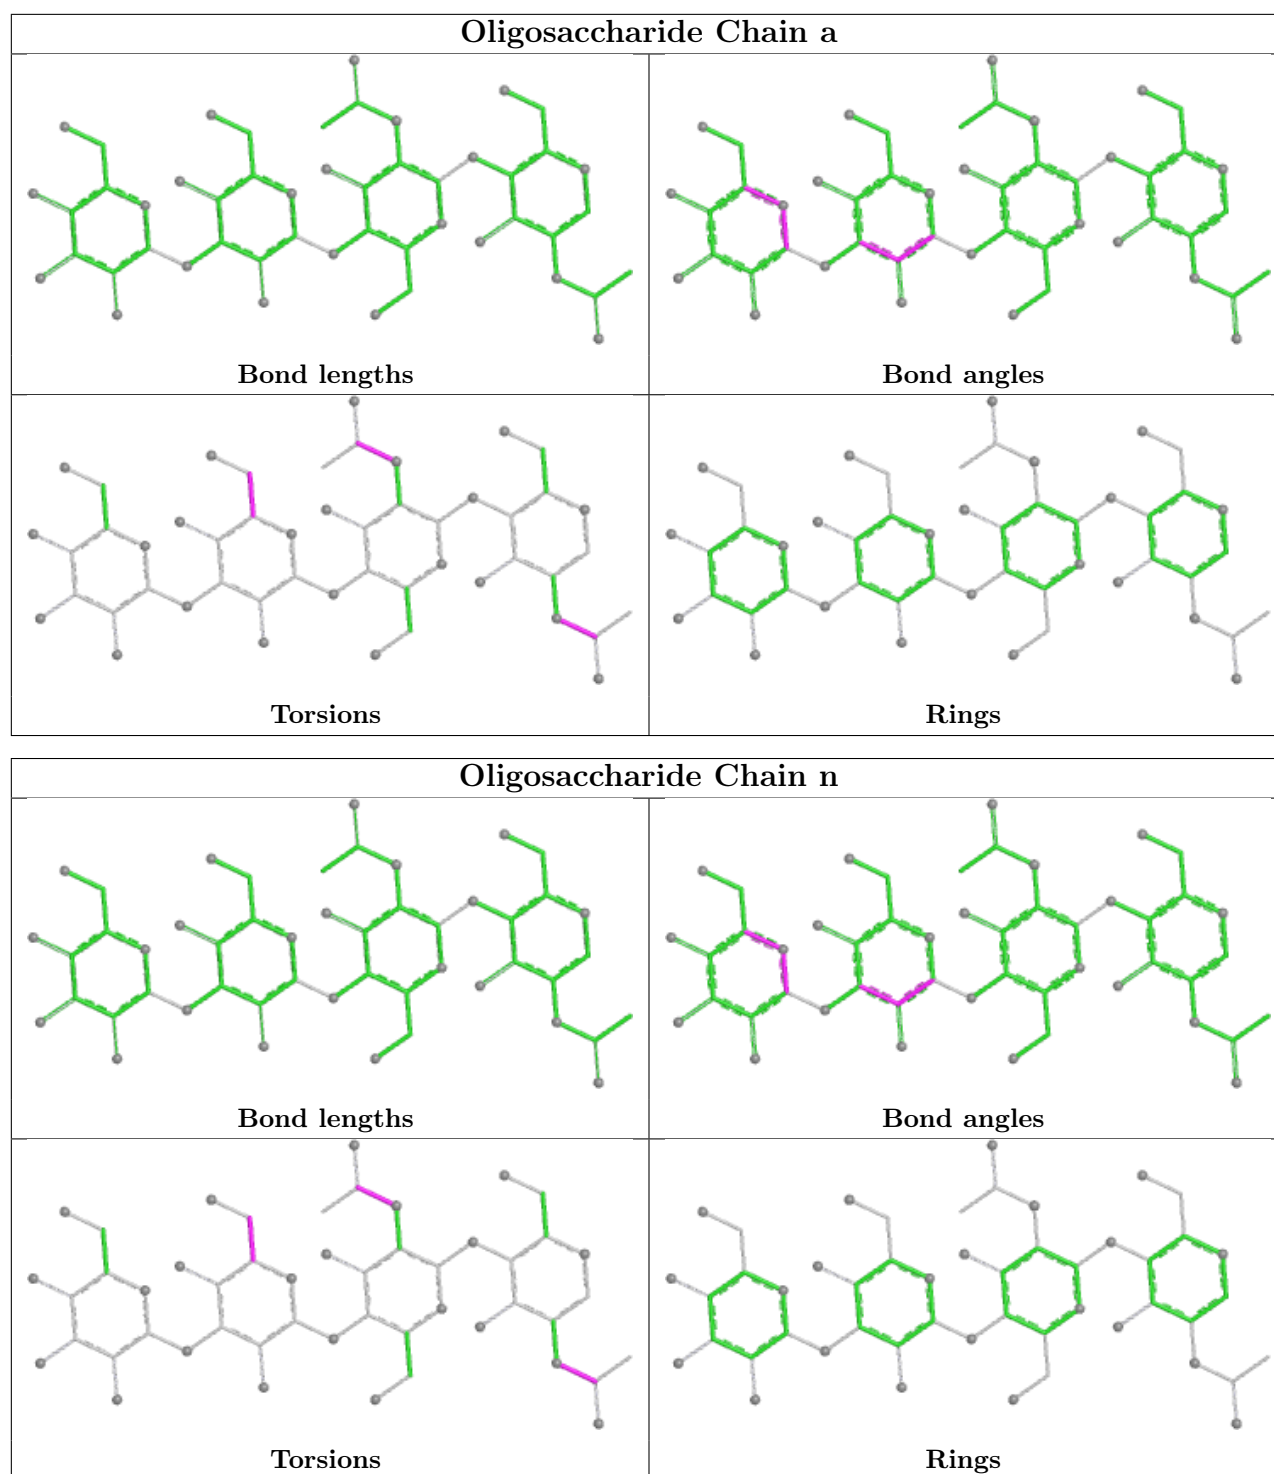 Oligosaccharide Chain a
Bond lengths
Bond angles
Torsions
Rings
Oligosaccharide Chain n
Bond lengths
Bond angles
Torsions
Rings